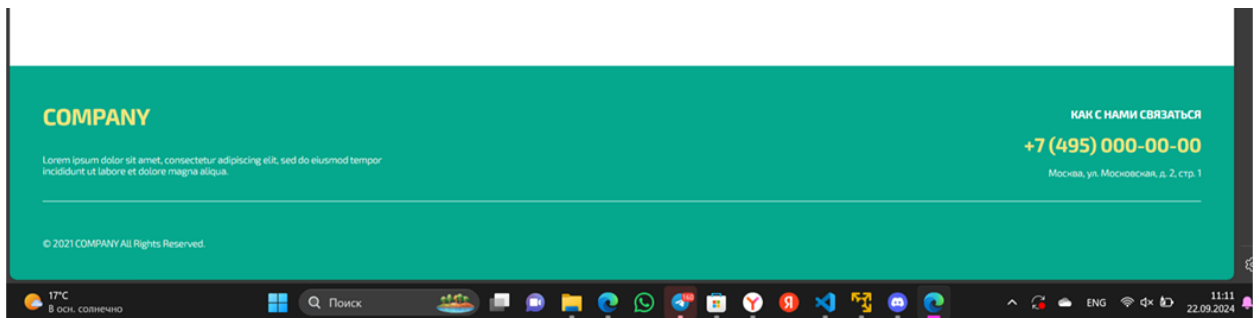 COMPANY
КАК С НАМИ СВЯЗАТЬСЯ
+7 (495) 000-00-00
Lorem ipsum dolor sit amet, consectetur adipiscing elit, sed do eiusmod tempor
incididunt ut labore et dolore magna aliqua.
Москва, ул. Московская, д. 2, стр. 1
© 2021 COMPANY All Rights Reserved.
17°C
В осн. солнечно
Поиск
ENG
11:11
22.09.2024